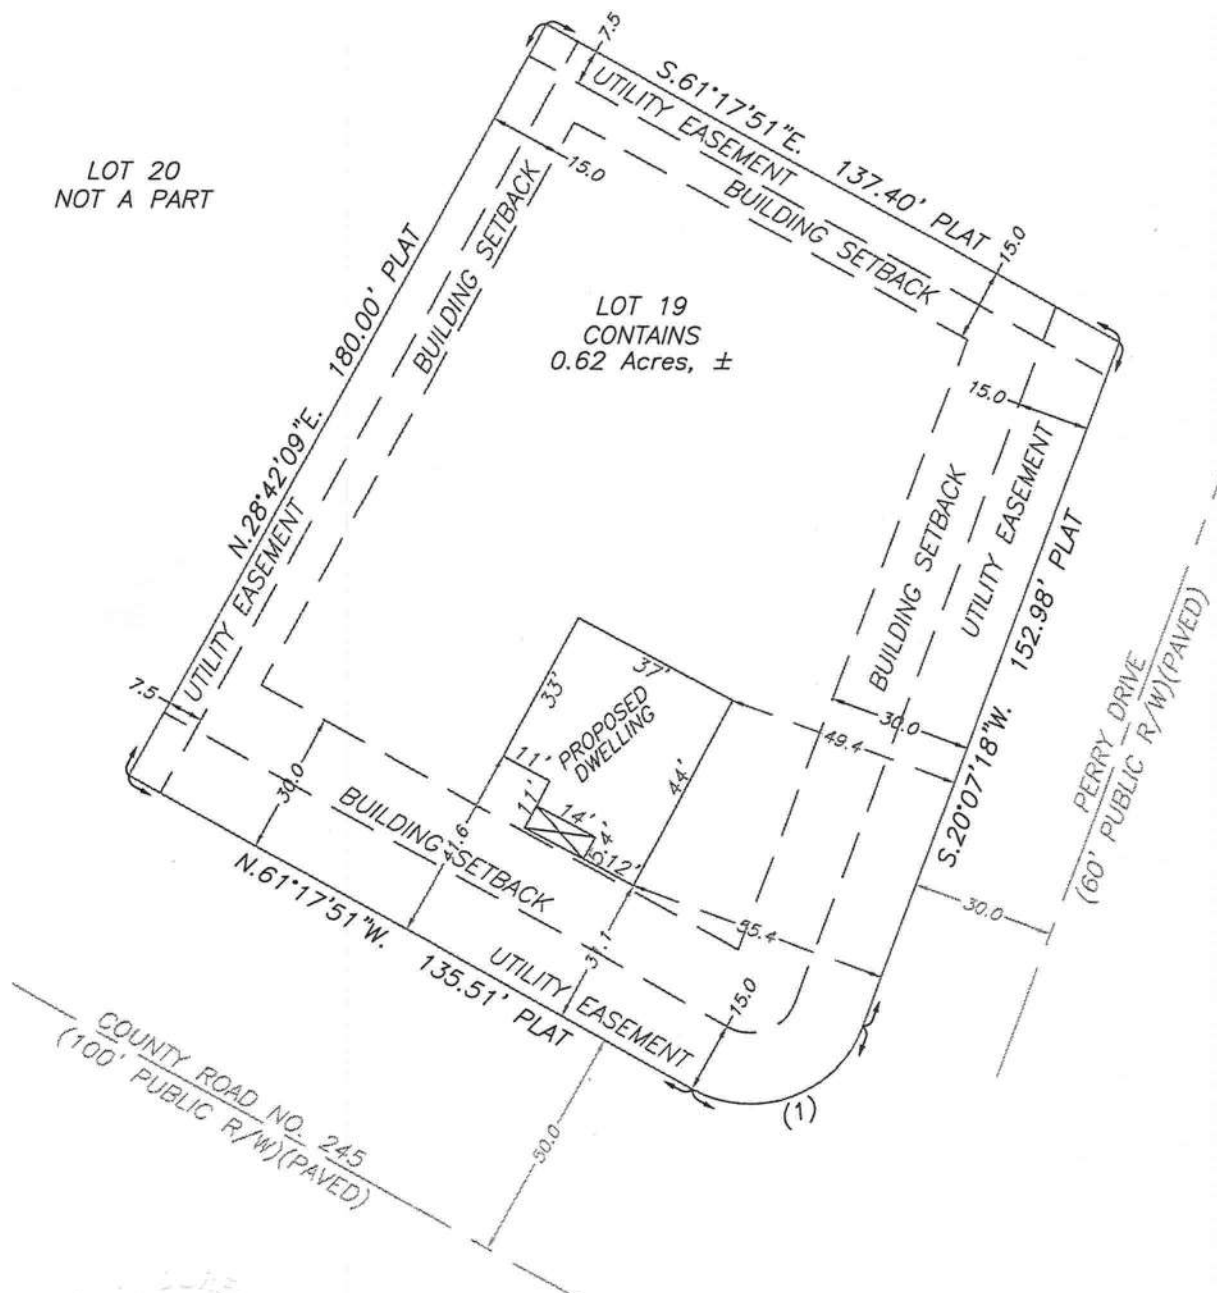 7.5
S.61°17'51"E. 137.40' PLAT
UTILITY EASEMENT
BUILDING SETBACK
15.0
LOT 20
NOT A PART
15.0
LOT 19
CONTAINS
0.62 Acres, ±
N.28°42'09"E. 180.00' PLAT
UTILITY EASEMENT
BUILDING SETBACK
15.0
BUILDING SETBACK
UTILITY EASEMENT
S.20°07'18"W. 152.98' PLAT
PERRY DRIVE
(60' PUBLIC R/W)(PAVED)
7.5
30.0
37'
33'
PROPOSED
DWELLING
44'
11'
11'
14'
4'
12'
30.0
49.4
55.4
30.0
BUILDING SETBACK
UTILITY EASEMENT
15.0
N.61°17'51"W. 135.51' PLAT
(1)
COUNTY ROAD NO. 245
(100' PUBLIC R/W)(PAVED)
50.0